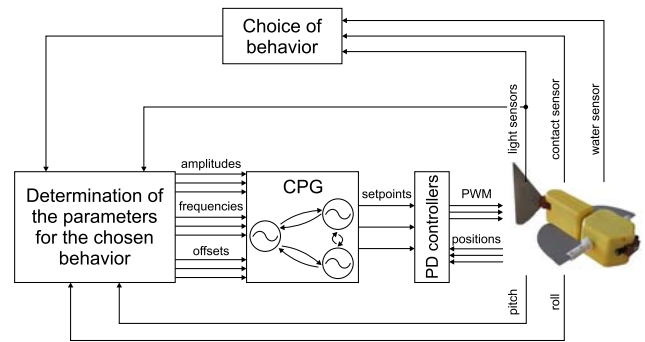 Choice of
behavior
light sensors
contact sensor
water sensor
Determination of
the parameters
for the chosen
behavior
amplitudes
frequencies
offsets
CPG
setpoints
PD controllers
PWM
positions
pitch
roll